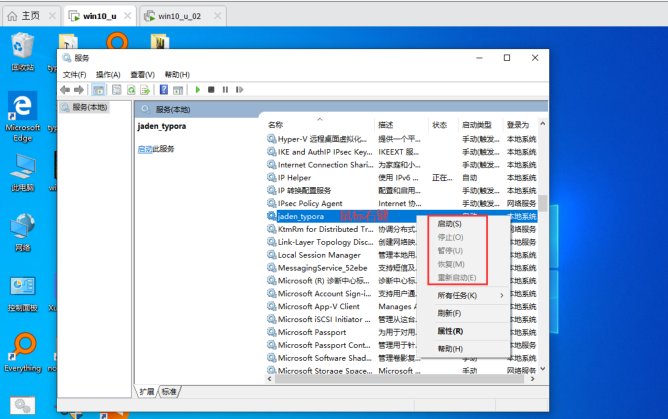 主页
win10_u
win10_u_02
回收站
Microsoft Edge
此电脑
网络
控制面板
Everything
服务
文件(F) 操作(A) 查看(V) 帮助(H)
服务(本地)
服务(本地)
jaden_typora
启动此服务
名称 描述 状态 启动类型 登录为
Hyper-V 远程桌面虚拟化... 提供一个平... 手动(触发... 本地系统
IKE and AuthIP IPsec Key... IKEEXT 服... 手动(触发... 本地系统
Internet Connection Shari... 为家庭和小... 手动(触发... 本地系统
IP Helper 使用 IPv6 ... 正在... 自动 本地系统
IP 转换配置服务 配置和启用... 手动(触发... 本地系统
IPsec Policy Agent Internet 协... 手动(触发... 网络服务
jaden_typora 鼠标右键 本地系统
KtmRm for Distributed Tr... 协调分布式... 网络服务
Link-Layer Topology Disc... 创建网络映... 本地服务
Local Session Manager 管理本地用... 本地系统
MessagingService_52ebe 支持短信及... 本地系统
Microsoft (R) 诊断中心标... 诊断中心标... 本地系统
Microsoft Account Sign-i... 支持用户通... 本地系统
Microsoft App-V Client 本地系统
Microsoft iSCSI Initiator ... 管理从这台... 本地系统
Microsoft Passport 为用于对用... 本地系统
Microsoft Passport Cont... 管理用于针... 本地服务
Microsoft Software Shad... 管理卷影复... 手动 本地系统
Microsoft Storage Space... 手动 网络服务
启动(S)
停止(O)
暂停(U)
恢复(M)
重新启动(E)
所有任务(K)
刷新(F)
属性(R)
帮助(H)
扩展 标准